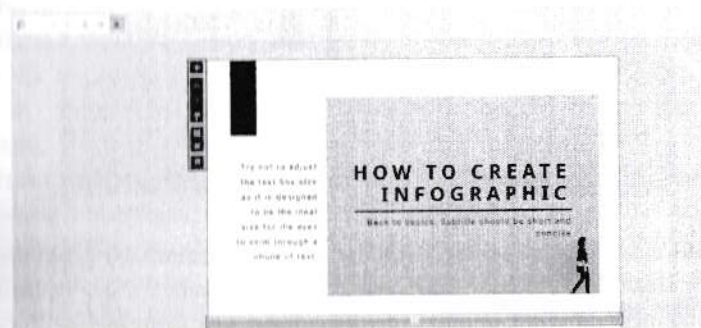 Try not to adjust
the text box size
as it is designed
to be the ideal
size for the eyes
to skim through a
chunk of text.
HOW TO CREATE
INFOGRAPHIC
Back to basics. Subtitle should be short and
concise